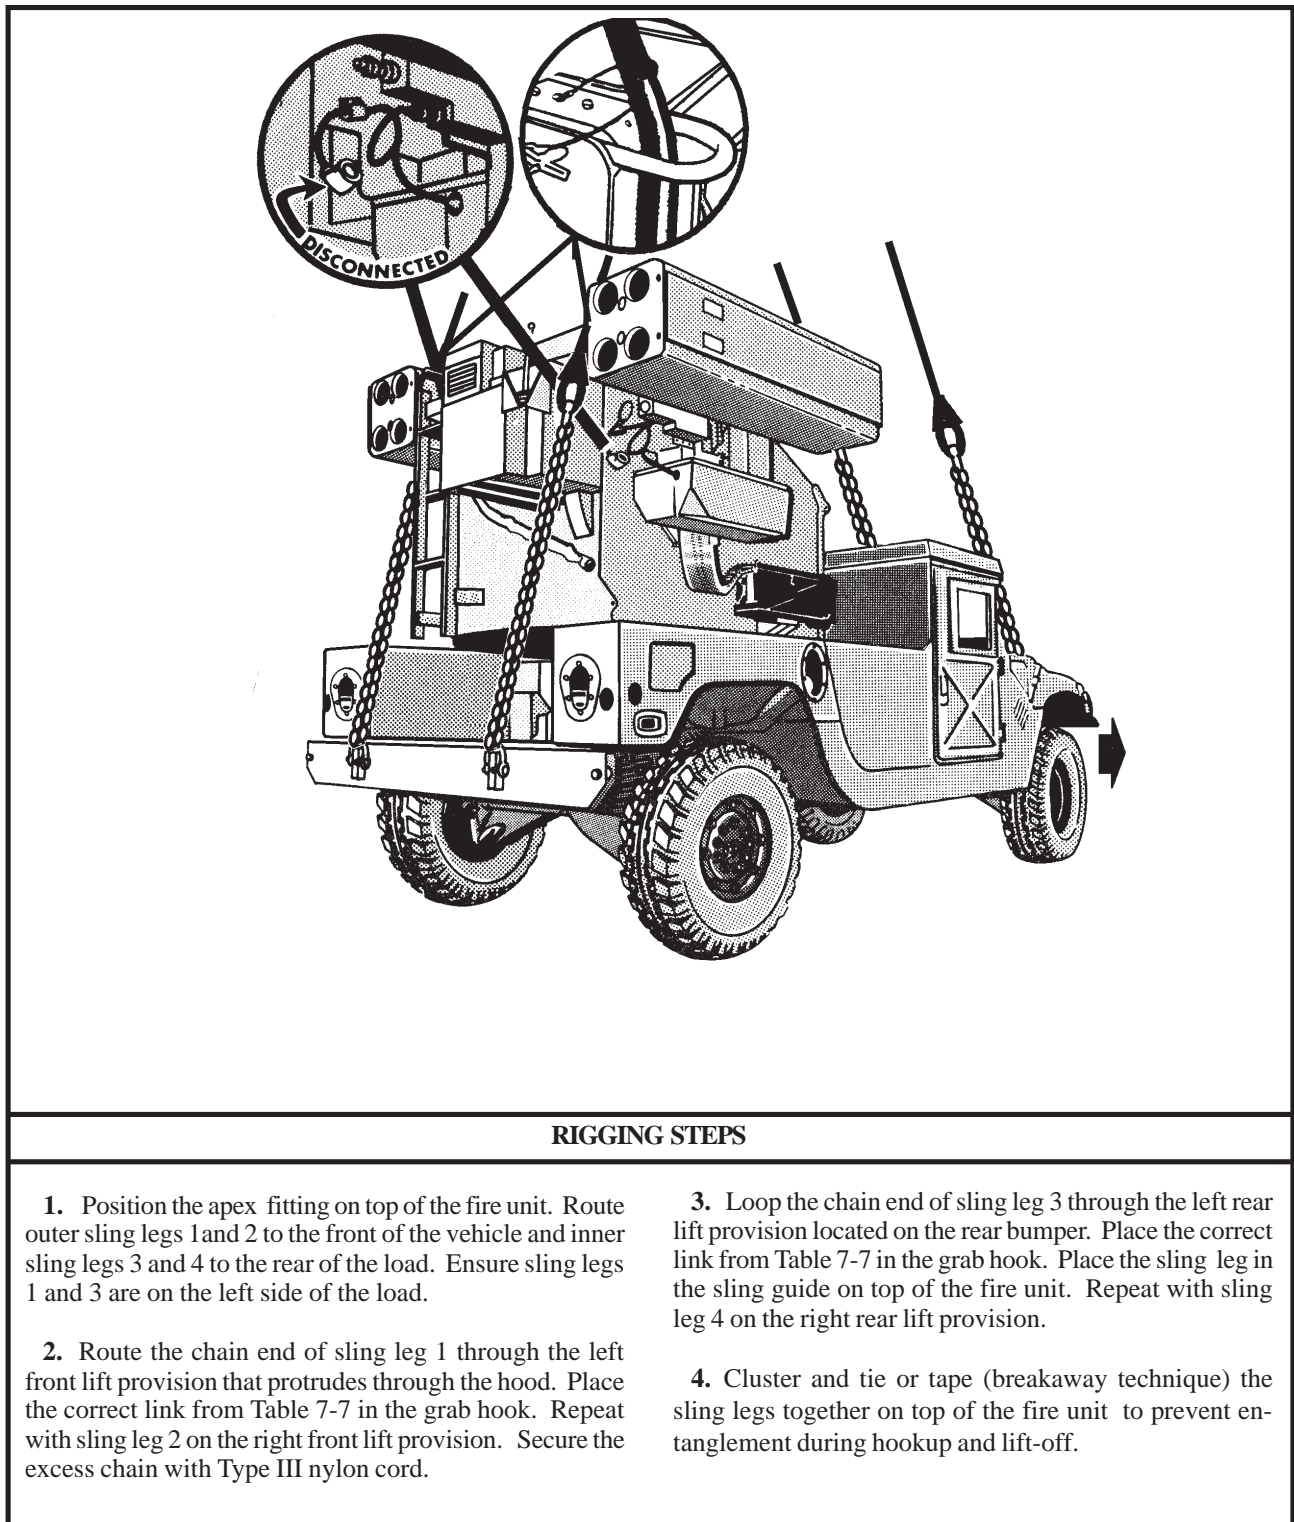 DISCONNECTED
RIGGING STEPS
1. Position the apex fitting on top of the fire unit. Route
outer sling legs 1and 2 to the front of the vehicle and inner
sling legs 3 and 4 to the rear of the load. Ensure sling legs
1 and 3 are on the left side of the load.
2. Route the chain end of sling leg 1 through the left
front lift provision that protrudes through the hood. Place
the correct link from Table 7-7 in the grab hook. Repeat
with sling leg 2 on the right front lift provision. Secure the
excess chain with Type III nylon cord.
3. Loop the chain end of sling leg 3 through the left rear
lift provision located on the rear bumper. Place the correct
link from Table 7-7 in the grab hook. Place the sling leg in
the sling guide on top of the fire unit. Repeat with sling
leg 4 on the right rear lift provision.
4. Cluster and tie or tape (breakaway technique) the
sling legs together on top of the fire unit to prevent en-
tanglement during hookup and lift-off.